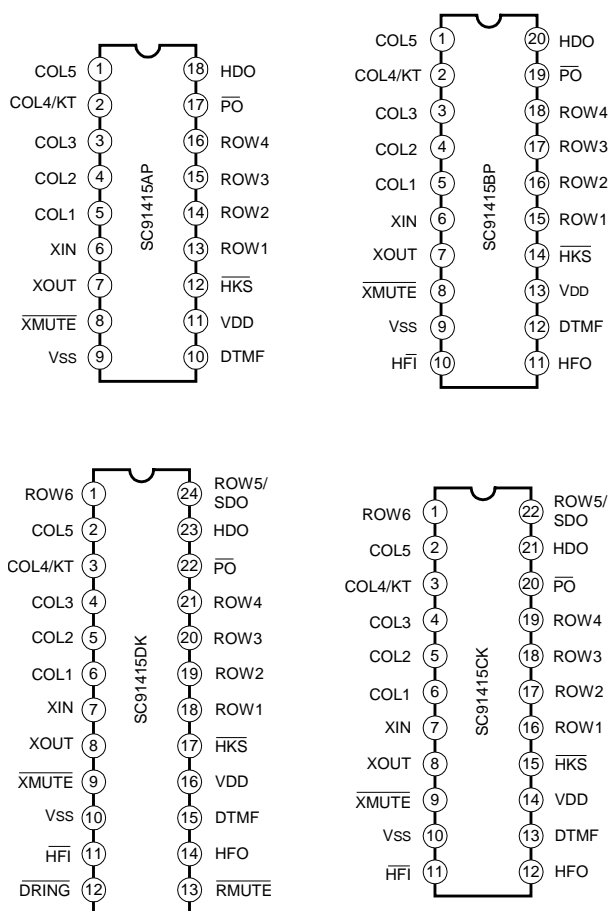 COL5 1 18 HDO
COL4/KT 2 17 PO
COL3 3 16 ROW4
COL2 4 15 ROW3
COL1 5 14 ROW2
XIN 6 13 ROW1
XOUT 7 12 HKS
XMUTE 8 11 VDD
VSS 9 10 DTMF
SC91415AP
COL5 1 20 HDO
COL4/KT 2 19 PO
COL3 3 18 ROW4
COL2 4 17 ROW3
COL1 5 16 ROW2
XIN 6 15 ROW1
XOUT 7 14 HKS
XMUTE 8 13 VDD
VSS 9 12 DTMF
HFI 10 11 HFO
SC91415BP
ROW6 1 24 ROW5/
SDO
COL5 2 23 HDO
COL4/KT 3 22 PO
COL3 4 21 ROW4
COL2 5 20 ROW3
COL1 6 19 ROW2
XIN 7 18 ROW1
XOUT 8 17 HKS
XMUTE 9 16 VDD
VSS 10 15 DTMF
HFI 11 14 HFO
DRING 12 13 RMUTE
SC91415DK
ROW6 1 22 ROW5/
SDO
COL5 2 21 HDO
COL4/KT 3 20 PO
COL3 4 19 ROW4
COL2 5 18 ROW3
COL1 6 17 ROW2
XIN 7 16 ROW1
XOUT 8 15 HKS
XMUTE 9 14 VDD
VSS 10 13 DTMF
HFI 11 12 HFO
SC91415CK